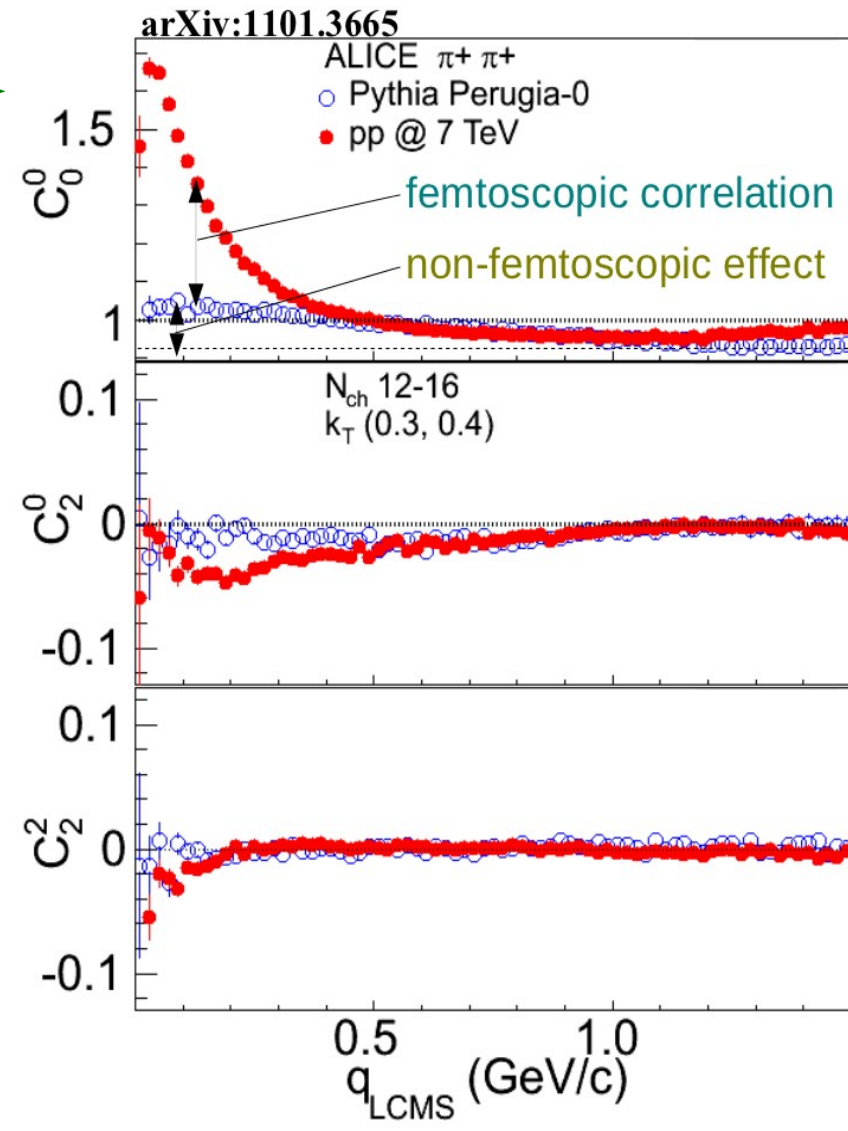 arXiv:1101.3665
ALICE π+ π+
Pythia Perugia-0
pp @ 7 TeV
1.5
C₀⁰
femtoscopic correlation
non-femtoscopic effect
1
N_ch 12-16
k_T (0.3, 0.4)
0.1
C₂⁰
0
-0.1
0.1
C₂²
0
-0.1
0.5 1.0
q_LCMS (GeV/c)